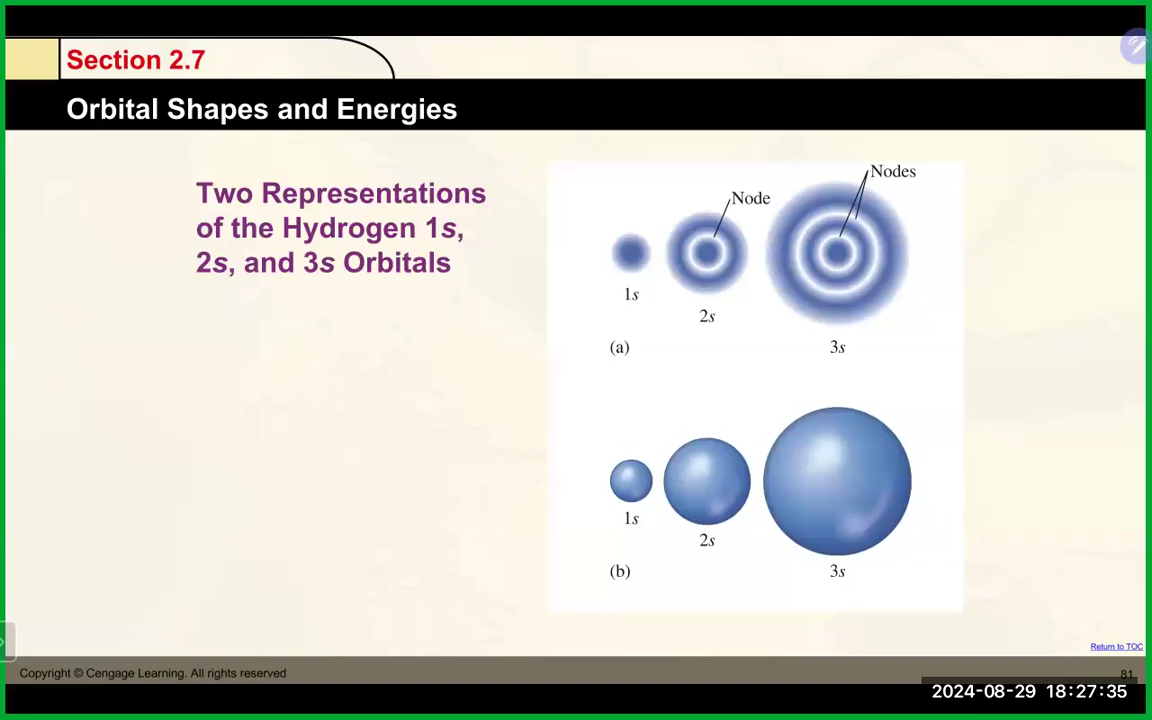 Section 2.7
Orbital Shapes and Energies
Two Representations
of the Hydrogen 1s,
2s, and 3s Orbitals
Nodes
Node
1s
2s
3s
(a)
1s
2s
3s
(b)
Return to TOC
Copyright © Cengage Learning. All rights reserved
81
2024-08-29 18:27:35